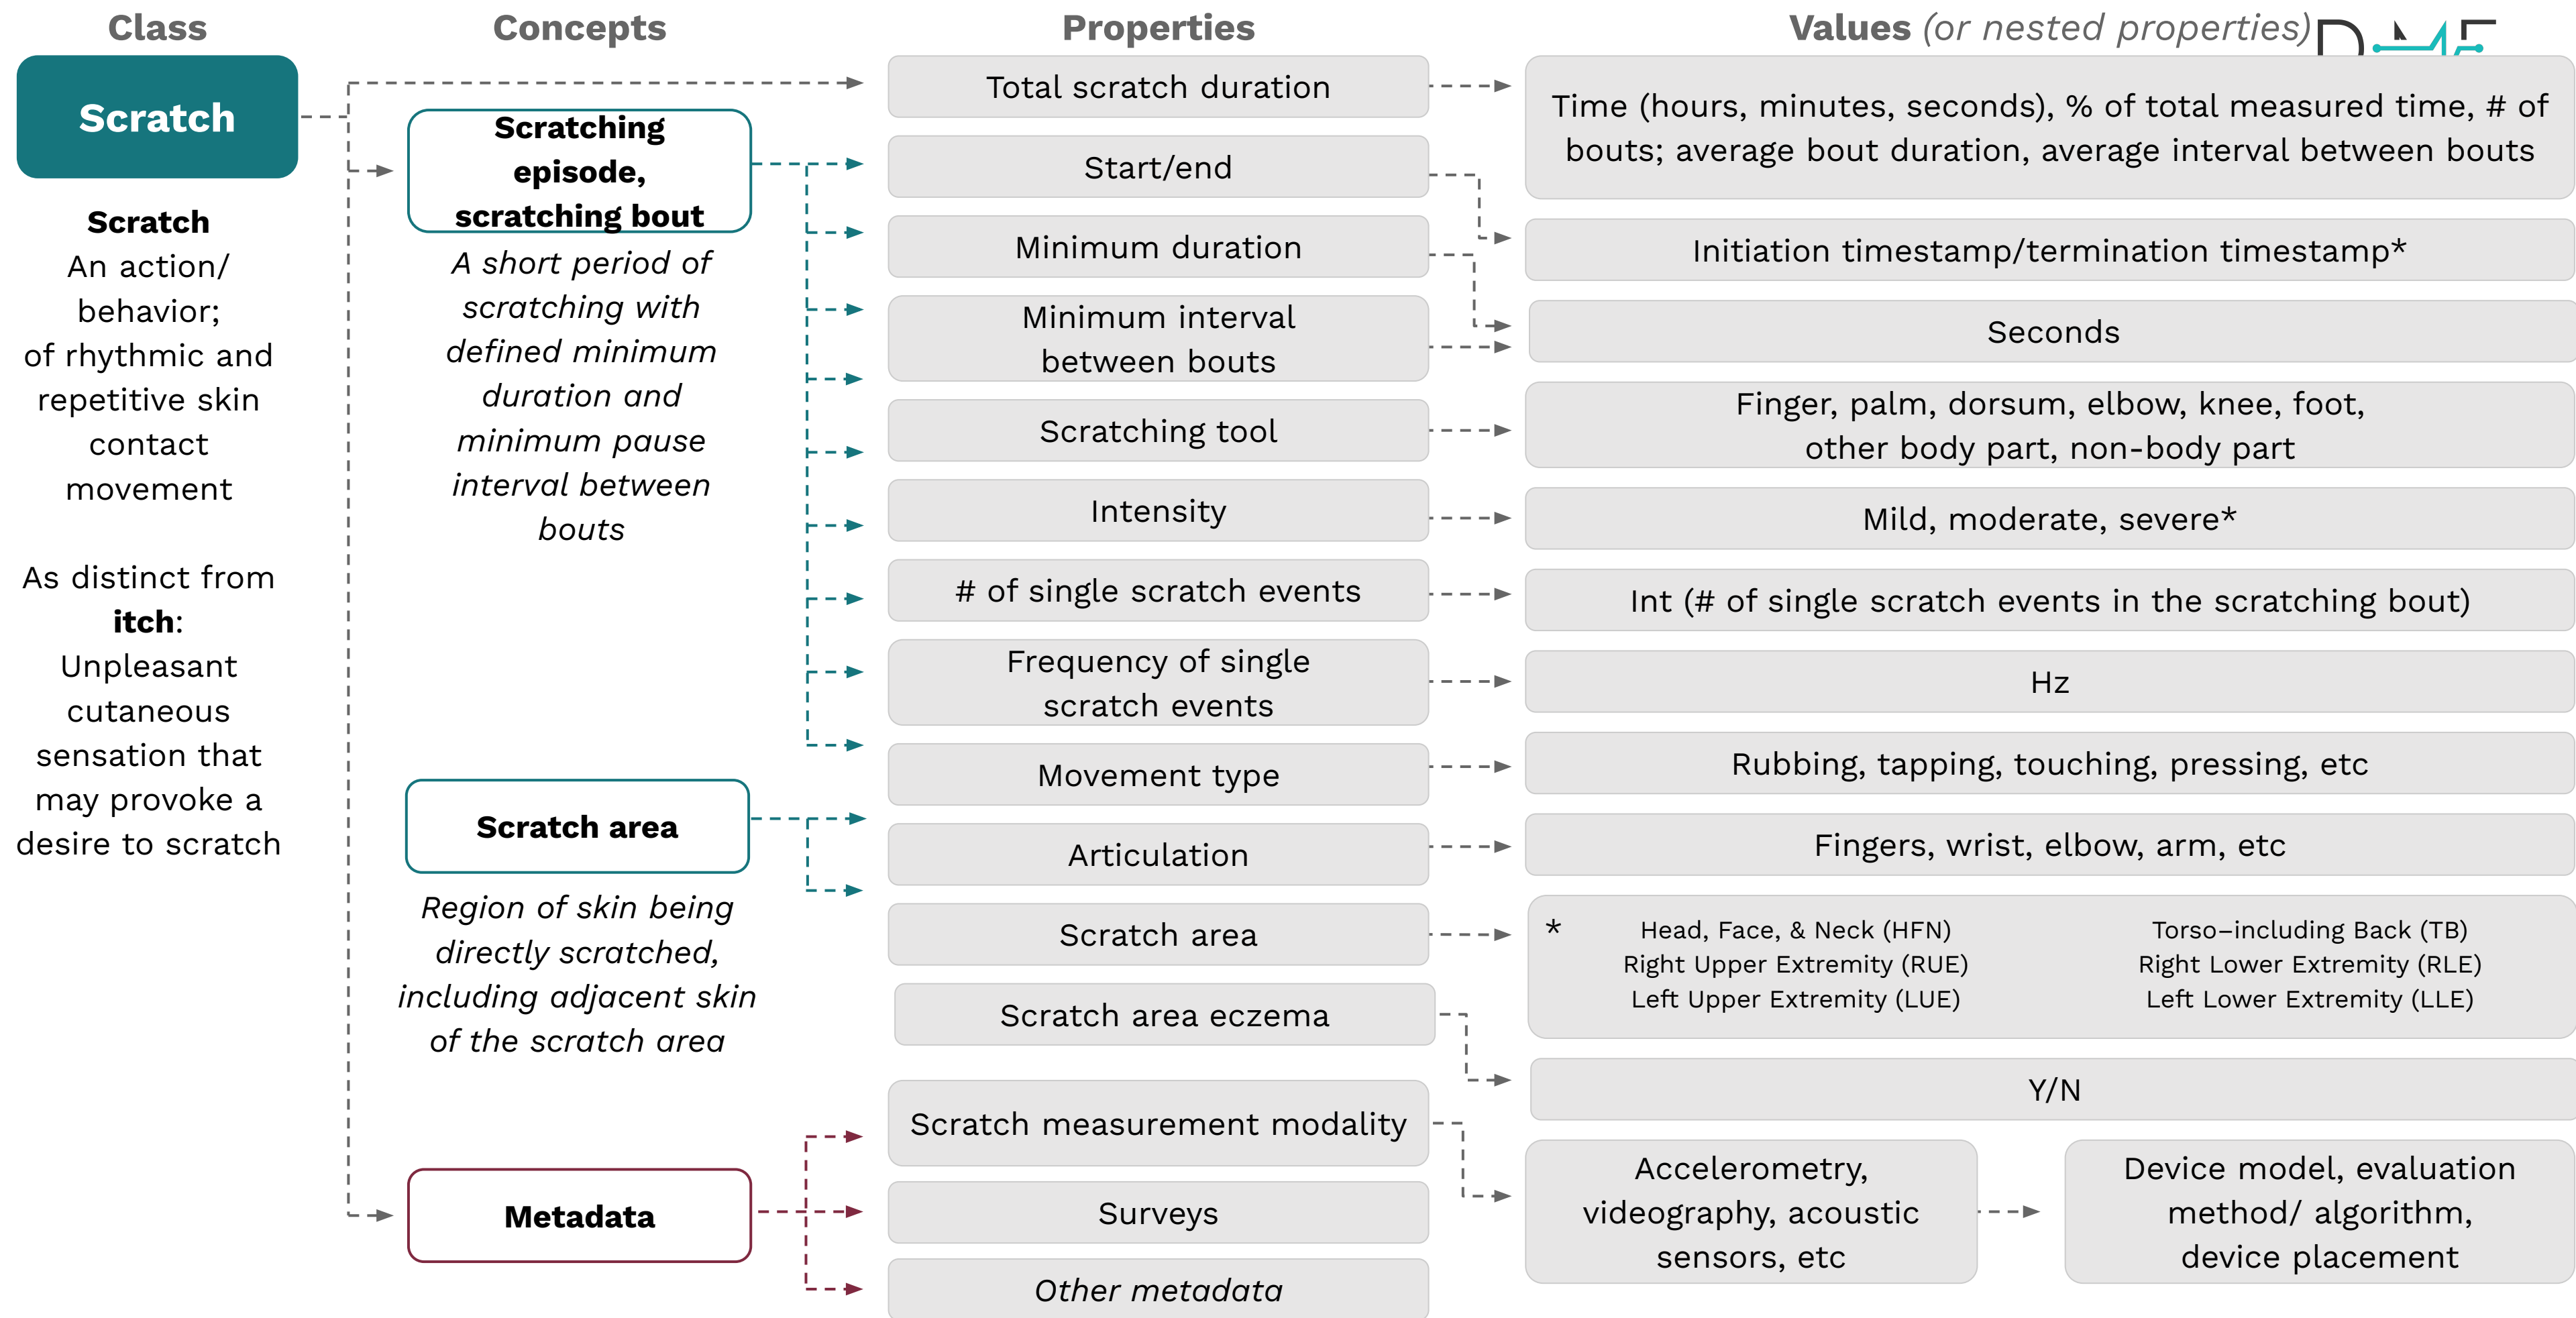 Class
Concepts
Properties
Values (or nested properties)
Scratch
Scratch
An action/
behavior;
of rhythmic and
repetitive skin
contact
movement
As distinct from
itch:
Unpleasant
cutaneous
sensation that
may provoke a
desire to scratch
Scratching
episode,
scratching bout
A short period of
scratching with
defined minimum
duration and
minimum pause
interval between
bouts
Scratch area
Region of skin being
directly scratched,
including adjacent skin
of the scratch area
Metadata
Total scratch duration
Start/end
Minimum duration
Minimum interval
between bouts
Scratching tool
Intensity
# of single scratch events
Frequency of single
scratch events
Movement type
Articulation
Scratch area
Scratch area eczema
Scratch measurement modality
Surveys
Other metadata
Time (hours, minutes, seconds), % of total measured time, # of
bouts; average bout duration, average interval between bouts
Initiation timestamp/termination timestamp*
Seconds
Finger, palm, dorsum, elbow, knee, foot,
other body part, non-body part
Mild, moderate, severe*
Int (# of single scratch events in the scratching bout)
Hz
Rubbing, tapping, touching, pressing, etc
Fingers, wrist, elbow, arm, etc
*
Head, Face, & Neck (HFN)
Right Upper Extremity (RUE)
Left Upper Extremity (LUE)
Torso–including Back (TB)
Right Lower Extremity (RLE)
Left Lower Extremity (LLE)
Y/N
Accelerometry,
videography, acoustic
sensors, etc
Device model, evaluation
method/ algorithm,
device placement